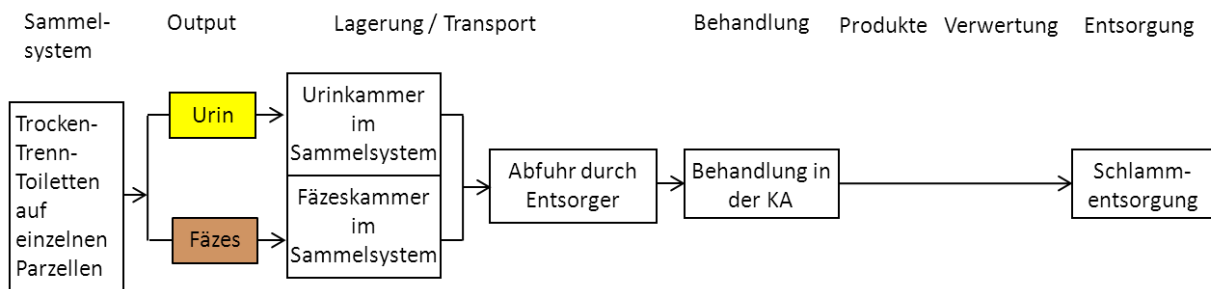 Sammel-
system
Output
Lagerung / Transport
Behandlung
Produkte
Verwertung
Entsorgung
Trocken-
Trenn-
Toiletten
auf
einzelnen
Parzellen
Urin
Fäzes
Urinkammer
im
Sammelsystem
Fäzeskammer
im
Sammelsystem
Abfuhr durch
Entsorger
Behandlung in
der KA
Schlamm-
entsorgung